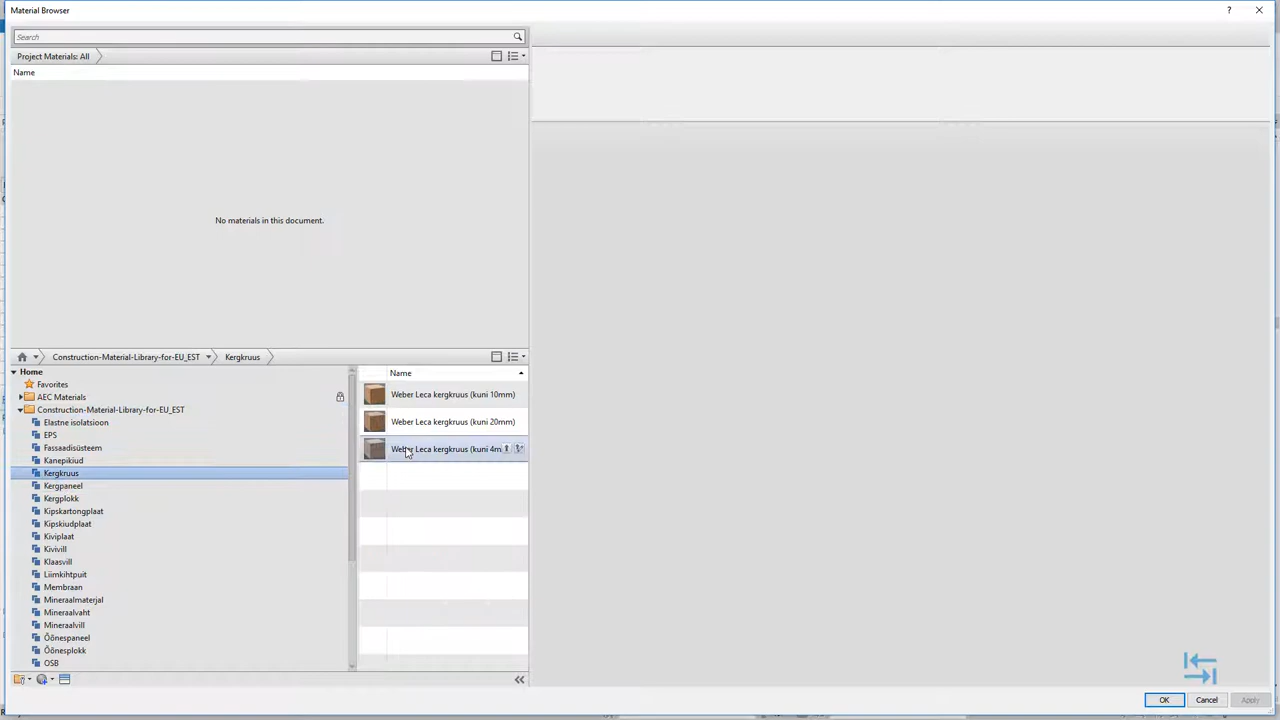 Material Browser
?
Search
Project Materials: All
Name
No materials in this document.
Construction-Material-Library-for-EU_EST
Kergkruus
Home
Favorites
AEC Materials
Construction-Material-Library-for-EU_EST
Elastne isolatsioon
EPS
Fassaadisüsteem
Kanepikiud
Kergkruus
Kergpaneel
Kergplokk
Kipskartongplaat
Kipskiudplaat
Kiviplaat
Kivivill
Klaasvill
Liimkihtpuit
Membraan
Mineraalmaterjal
Mineraalvaht
Mineraalvill
Õõnespaneel
Õõnesplokk
OSB
Name
Weber Leca kergkruus (kuni 10mm)
Weber Leca kergkruus (kuni 20mm)
Weber Leca kergkruus (kuni 4m
OK
Cancel
Apply